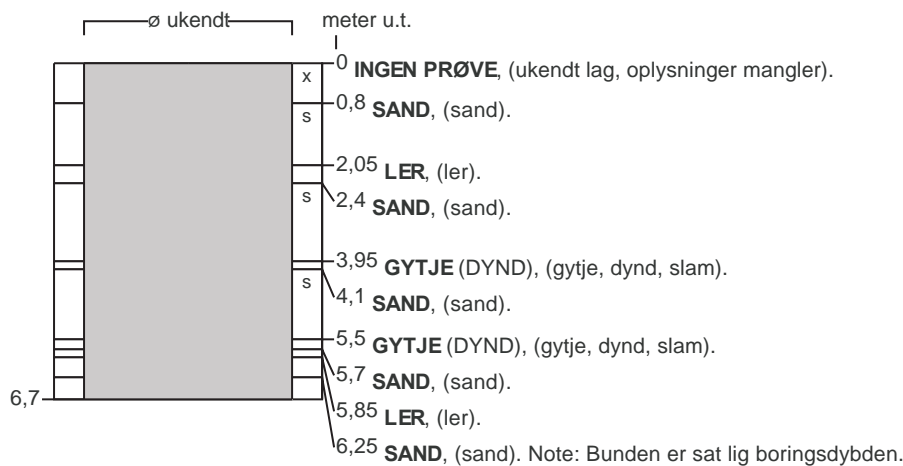 ø ukendt meter u.t.
0 INGEN PRØVE, (ukendt lag, oplysninger mangler).
x
0,8 SAND, (sand).
s
2,05 LER, (ler).
s 2,4 SAND, (sand).
3,95 GYTJE (DYND), (gytje, dynd, slam).
s 4,1 SAND, (sand).
5,5 GYTJE (DYND), (gytje, dynd, slam).
5,7 SAND, (sand).
6,7
5,85 LER, (ler).
6,25 SAND, (sand). Note: Bunden er sat lig boringsdybden.